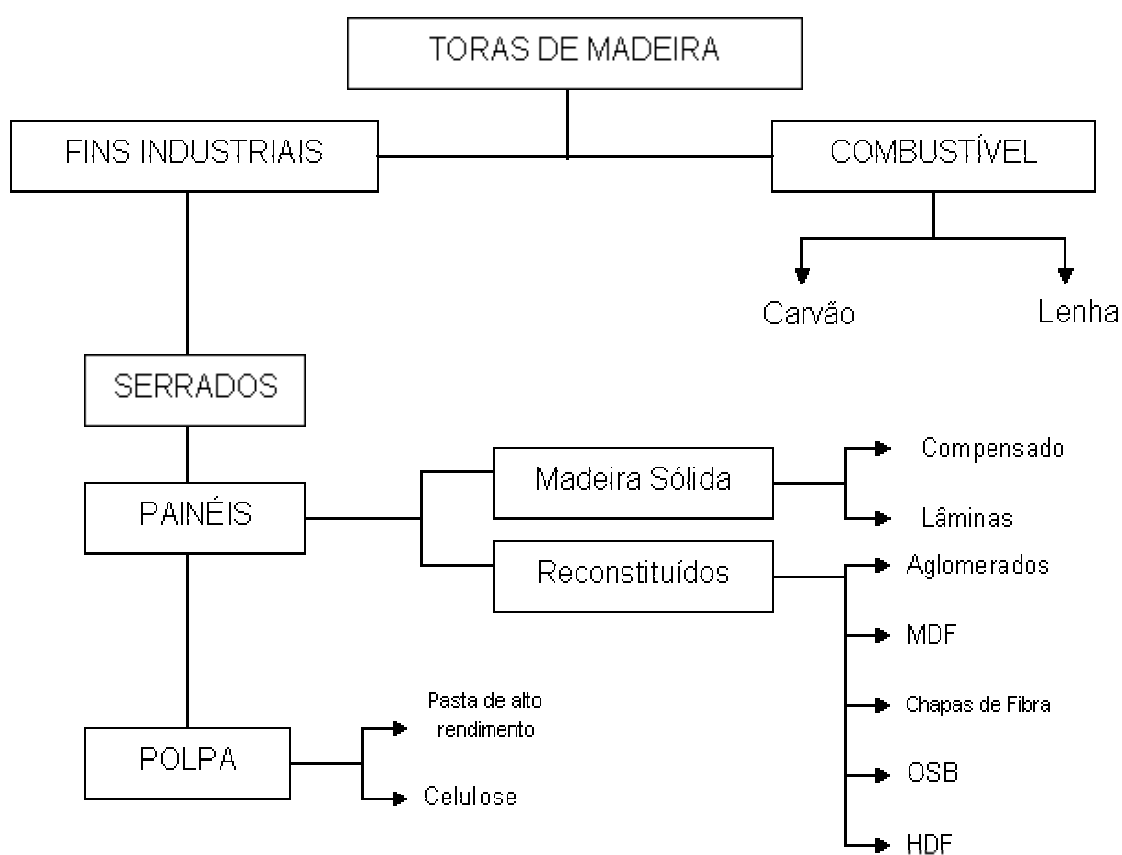 TORAS DE MADEIRA
FINS INDUSTRIAIS
COMBUSTÍVEL
Carvão
Lenha
SERRADOS
PAINÉIS
Madeira Sólida
Compensado
Lâminas
Reconstituídos
Aglomerados
MDF
Chapas de Fibra
OSB
HDF
POLPA
Pasta de alto
rendimento
Celulose